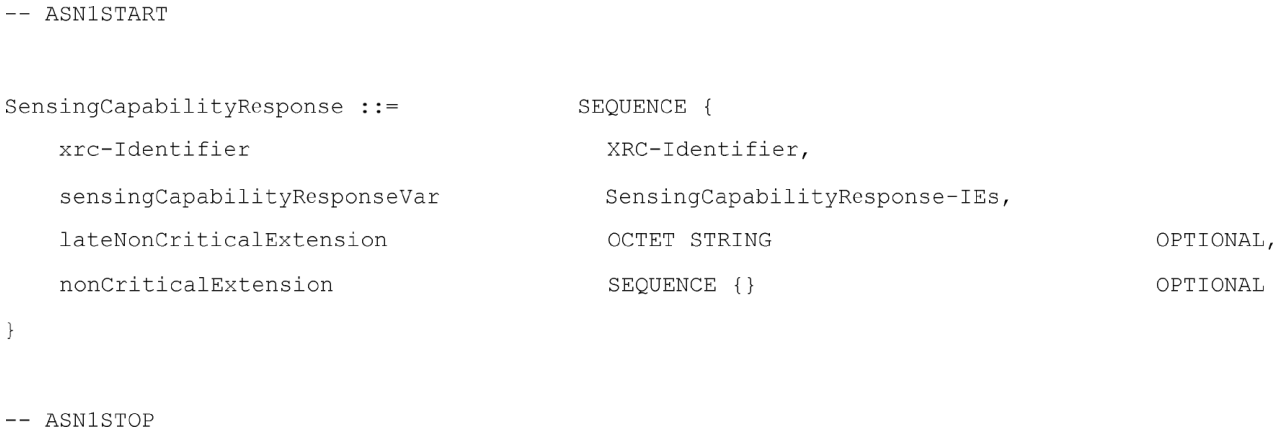 -- ASN1START
SensingCapabilityResponse ::= SEQUENCE {
xrc-Identifier XRC-Identifier,
sensingCapabilityResponseVar SensingCapabilityResponse-IEs,
lateNonCriticalExtension OCTET STRING OPTIONAL,
nonCriticalExtension SEQUENCE {} OPTIONAL
}
-- ASN1STOP